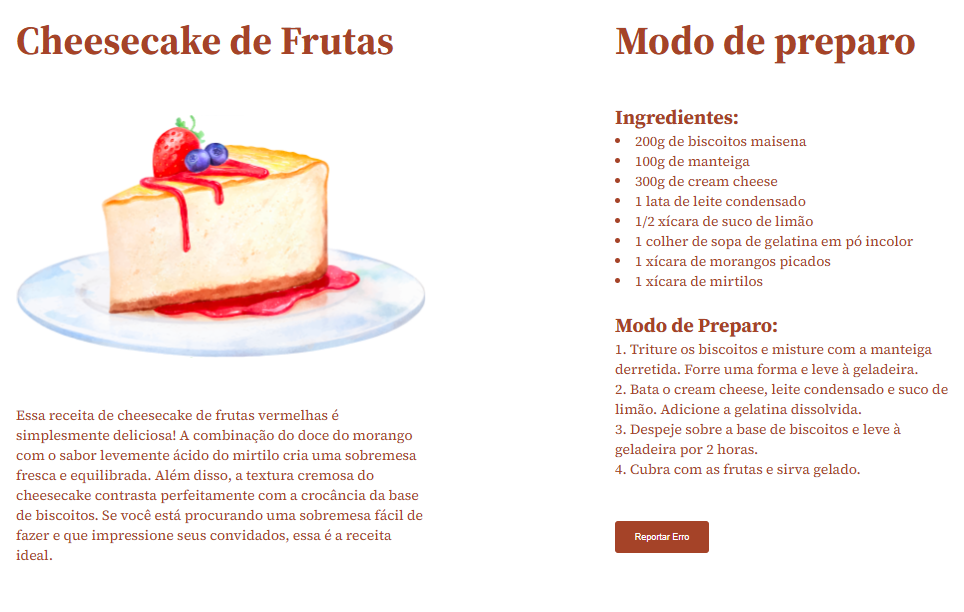 Cheesecake de Frutas
Essa receita de cheesecake de frutas vermelhas é
simplesmente deliciosa! A combinação do doce do morango
com o sabor levemente ácido do mirtilo cria uma sobremesa
fresca e equilibrada. Além disso, a textura cremosa do
cheesecake contrasta perfeitamente com a crocância da base
de biscoitos. Se você está procurando uma sobremesa fácil de
fazer e que impressione seus convidados, essa é a receita
ideal.
Modo de preparo
Ingredientes:
• 200g de biscoitos maisena
• 100g de manteiga
• 300g de cream cheese
• 1 lata de leite condensado
• 1/2 xícara de suco de limão
• 1 colher de sopa de gelatina em pó incolor
• 1 xícara de morangos picados
• 1 xícara de mirtilos
Modo de Preparo:
1. Triture os biscoitos e misture com a manteiga
derretida. Forre uma forma e leve à geladeira.
2. Bata o cream cheese, leite condensado e suco de
limão. Adicione a gelatina dissolvida.
3. Despeje sobre a base de biscoitos e leve à
geladeira por 2 horas.
4. Cubra com as frutas e sirva gelado.
Reportar Erro